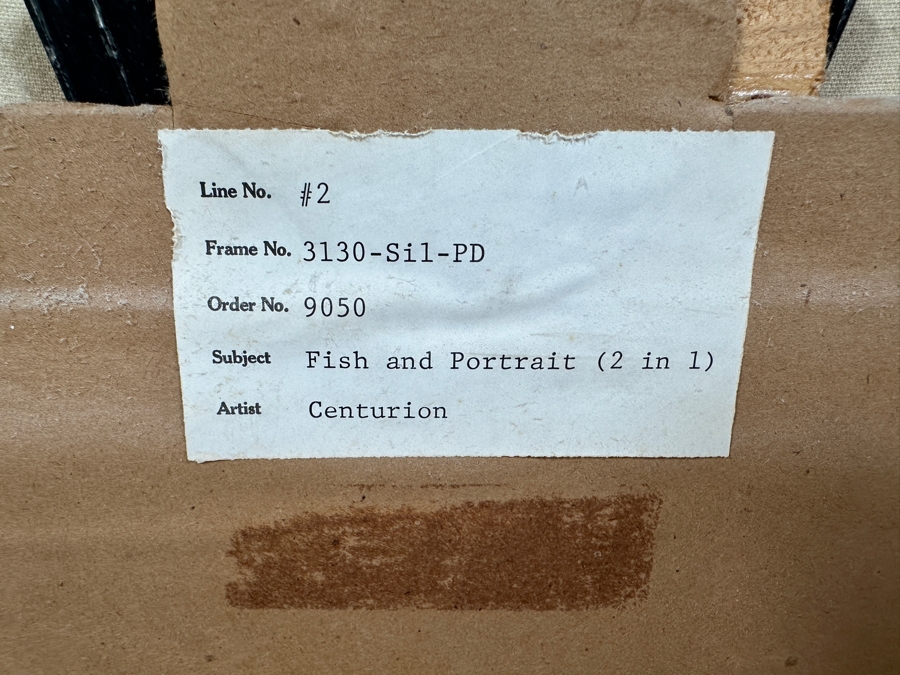 Line No. #2
Frame No. 3130-Sil-PD
Order No. 9050
Subject Fish and Portrait (2 in 1)
Artist Centurion